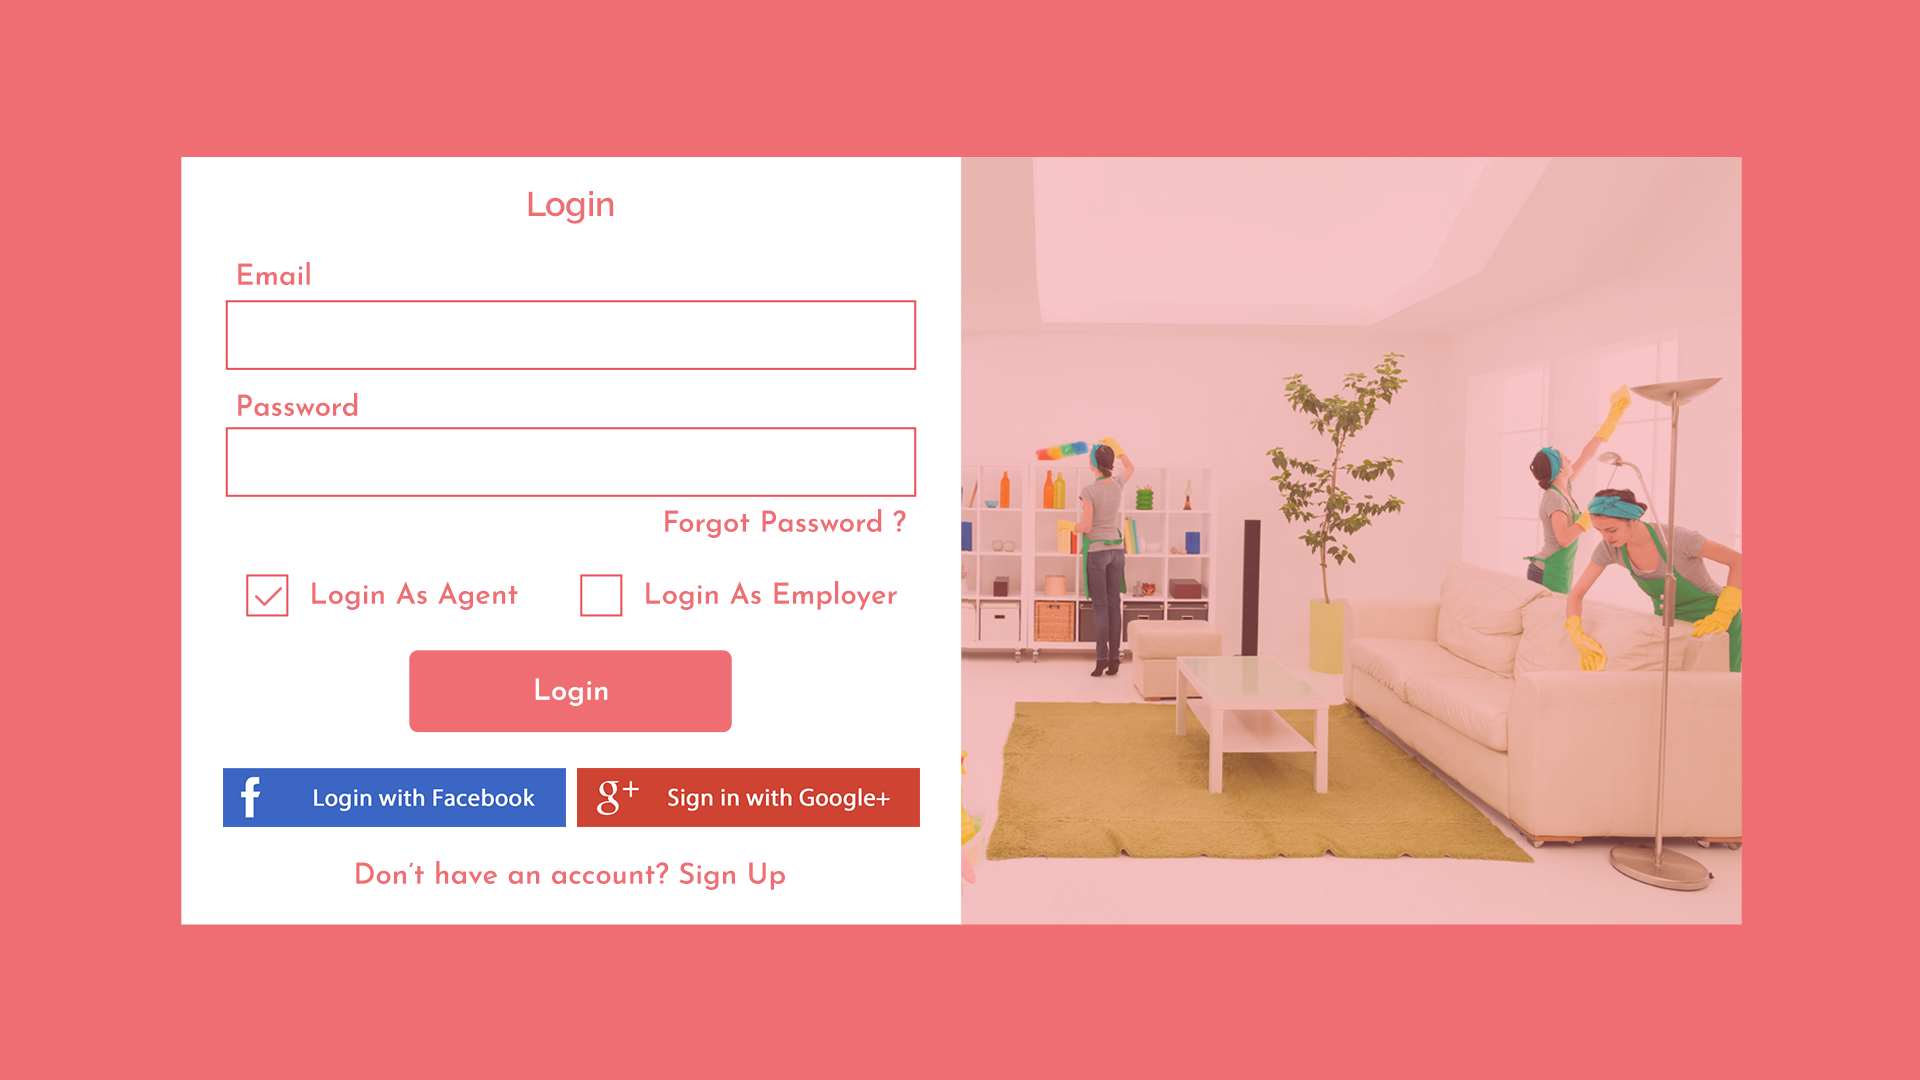 Login
Email
Password
Forgot Password ?
Login As Agent
Login As Employer
Login
f Login with Facebook
g+ Sign in with Google+
Don’t have an account? Sign Up